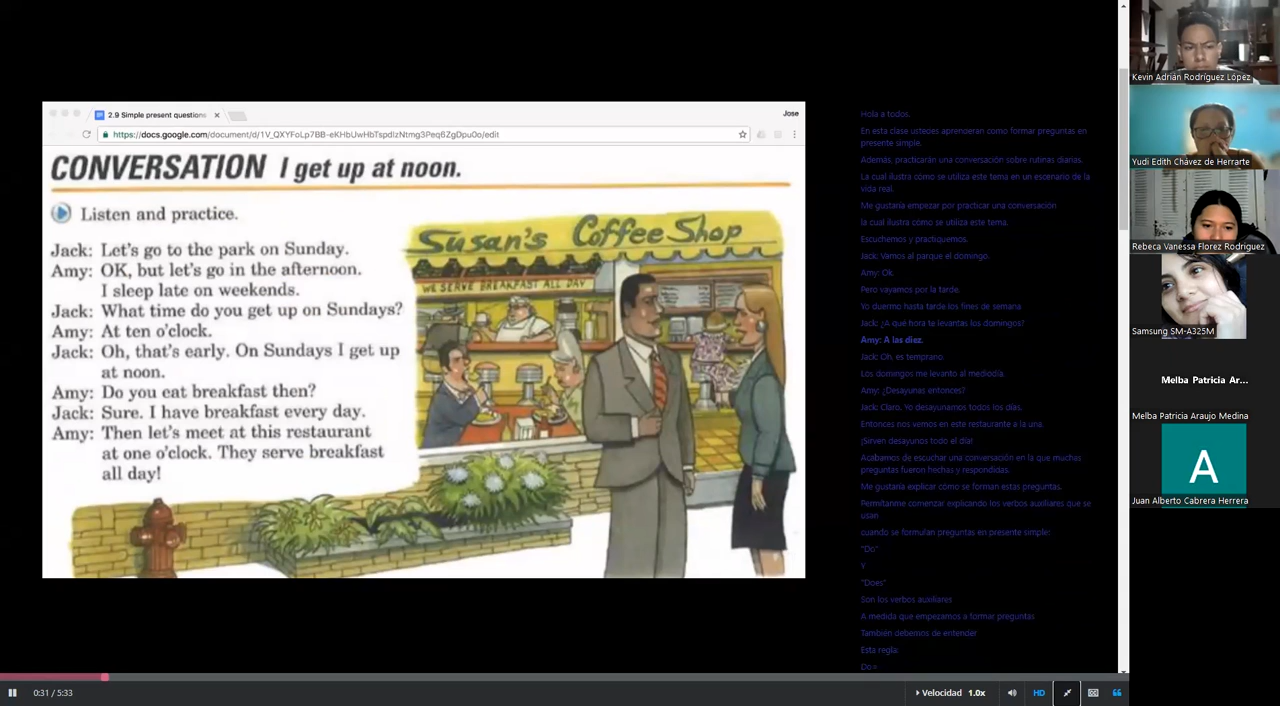 2.9 Simple present questions
Jose
https://docs.google.com/document/d/1V_QXYFoLp7BB-eKHbUwHbTspdIzNtmg3Peq6ZgDpu0o/edit
CONVERSATION I get up at noon.
Listen and practice.
Jack: Let's go to the park on Sunday.
Amy: OK, but let's go in the afternoon.
I sleep late on weekends.
Jack: What time do you get up on Sundays?
Amy: At ten o'clock.
Jack: Oh, that's early. On Sundays I get up
at noon.
Amy: Do you eat breakfast then?
Jack: Sure. I have breakfast every day.
Amy: Then let's meet at this restaurant
at one o'clock. They serve breakfast
all day!
Susan's Coffee Shop
WE SERVE BREAKFAST ALL DAY
Hola a todos.
En esta clase ustedes aprenderán cómo formar preguntas en
presente simple.
Además, practicarán una conversación sobre rutinas diarias.
La cual ilustra cómo se utiliza este tema en un escenario de la
vida real.
Me gustaría empezar por practicar una conversación
la cual ilustra cómo se utiliza este tema.
Escuchemos y practiquemos.
Jack: Vamos al parque el domingo.
Amy: Ok.
Pero vayamos por la tarde.
Yo duermo hasta tarde los fines de semana
Jack: ¿A qué hora te levantas los domingos?
Amy: A las diez.
Jack: Oh, es temprano.
Los domingos me levanto al mediodía.
Amy: ¿Desayunas entonces?
Jack: Claro. Yo desayunamos todos los días.
Entonces nos vemos en este restaurante a la una.
¡Sirven desayunos todo el día!
Acabamos de escuchar una conversación en la que muchas
preguntas fueron hechas y respondidas.
Me gustaría explicar cómo se forman estas preguntas.
Permítanme comenzar explicando los verbos auxiliares que se
usan
cuando se formulan preguntas en presente simple:
"Do"
Y
"Does"
Son los verbos auxiliares
A medida que empezamos a formar preguntas
También debemos de entender
Esta regla:
Do =
0:31 / 5:33
Velocidad 1.0x
HD
Kevin Adrián Rodríguez López
Yudi Edith Chávez de Herrarte
Rebeca Vanessa Florez Rodriguez
Samsung SM-A325M
Melba Patricia Ar...
Melba Patricia Araujo Medina
A
Juan Alberto Cabrera Herrera